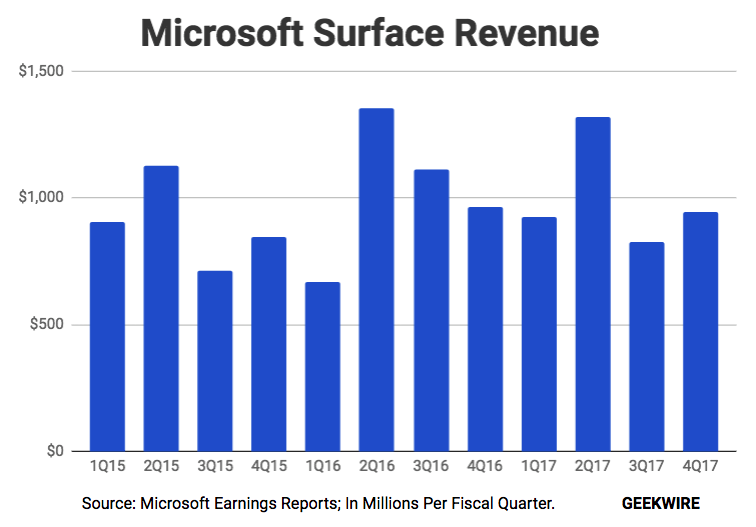 Microsoft Surface Revenue
$1,500
$1,000
$500
$0
1Q15 2Q15 3Q15 4Q15 1Q16 2Q16 3Q16 4Q16 1Q17 2Q17 3Q17 4Q17
Source: Microsoft Earnings Reports; In Millions Per Fiscal Quarter. GEEKWIRE